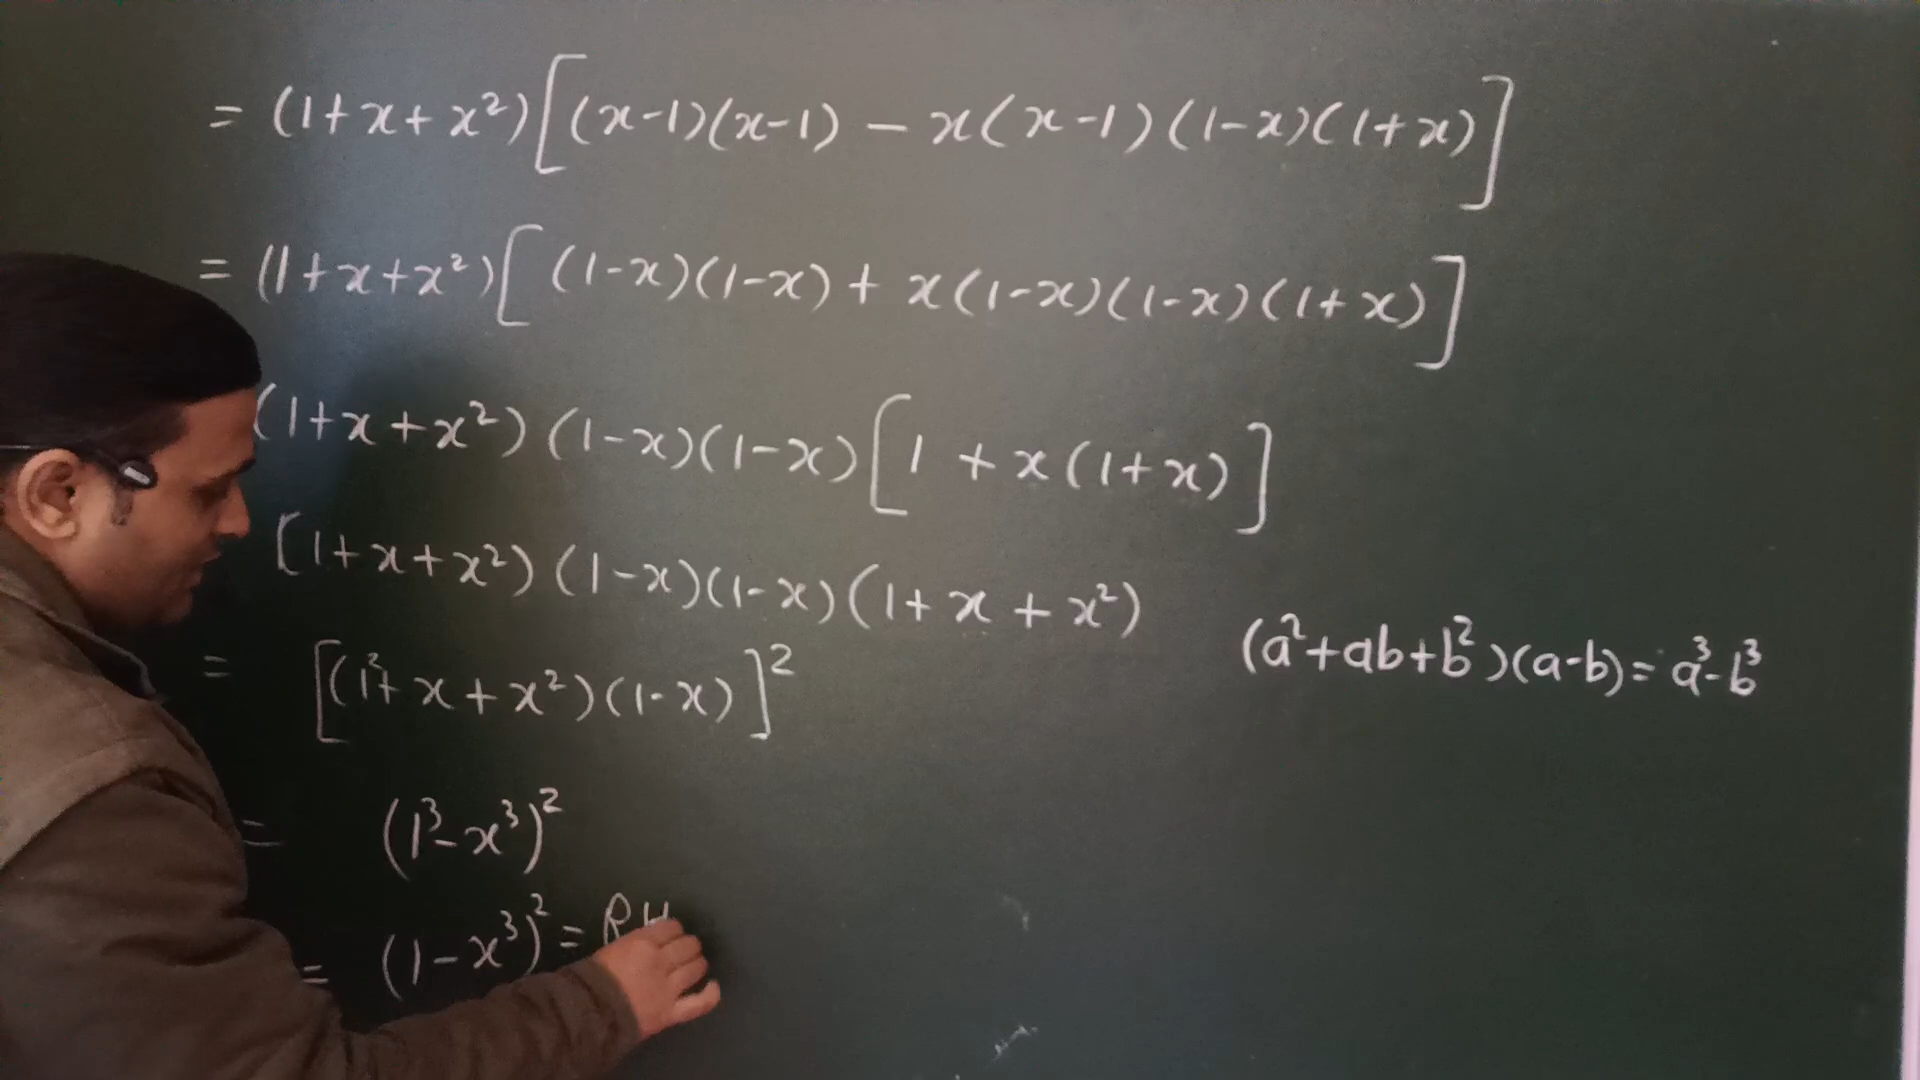 = (1+x+x²)[(x-1)(x-1) - x(x-1)(1-x)(1+x)]
= (1+x+x²)[(1-x)(1-x) + x(1-x)(1-x)(1+x)]
(1+x+x²)(1-x)(1-x)[1 + x(1+x)]
(1+x+x²)(1-x)(1-x)(1+x+x²)
= [(1²+x+x²)(1-x)]²
(a²+ab+b²)(a-b) = a³-b³
= (1³-x³)²
= (1-x³)² = RH